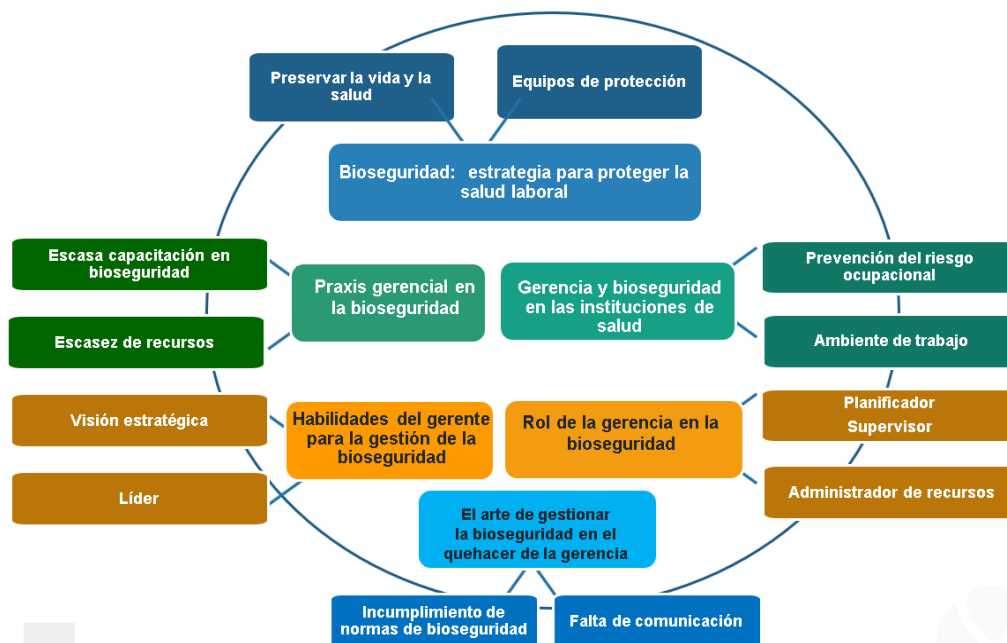 Preservar la vida y la
salud
Equipos de protección
Bioseguridad: estrategia para proteger la
salud laboral
Escasa capacitación en
bioseguridad
Escasez de recursos
Praxis gerencial en
la bioseguridad
Gerencia y bioseguridad
en las instituciones de
salud
Prevención del riesgo
ocupacional
Ambiente de trabajo
Visión estratégica
Líder
Habilidades del gerente
para la gestión de la
bioseguridad
Rol de la gerencia en la
bioseguridad
Planificador
Supervisor
Administrador de recursos
El arte de gestionar
la bioseguridad en el
quehacer de la gerencia
Incumplimiento de
normas de bioseguridad
Falta de comunicación